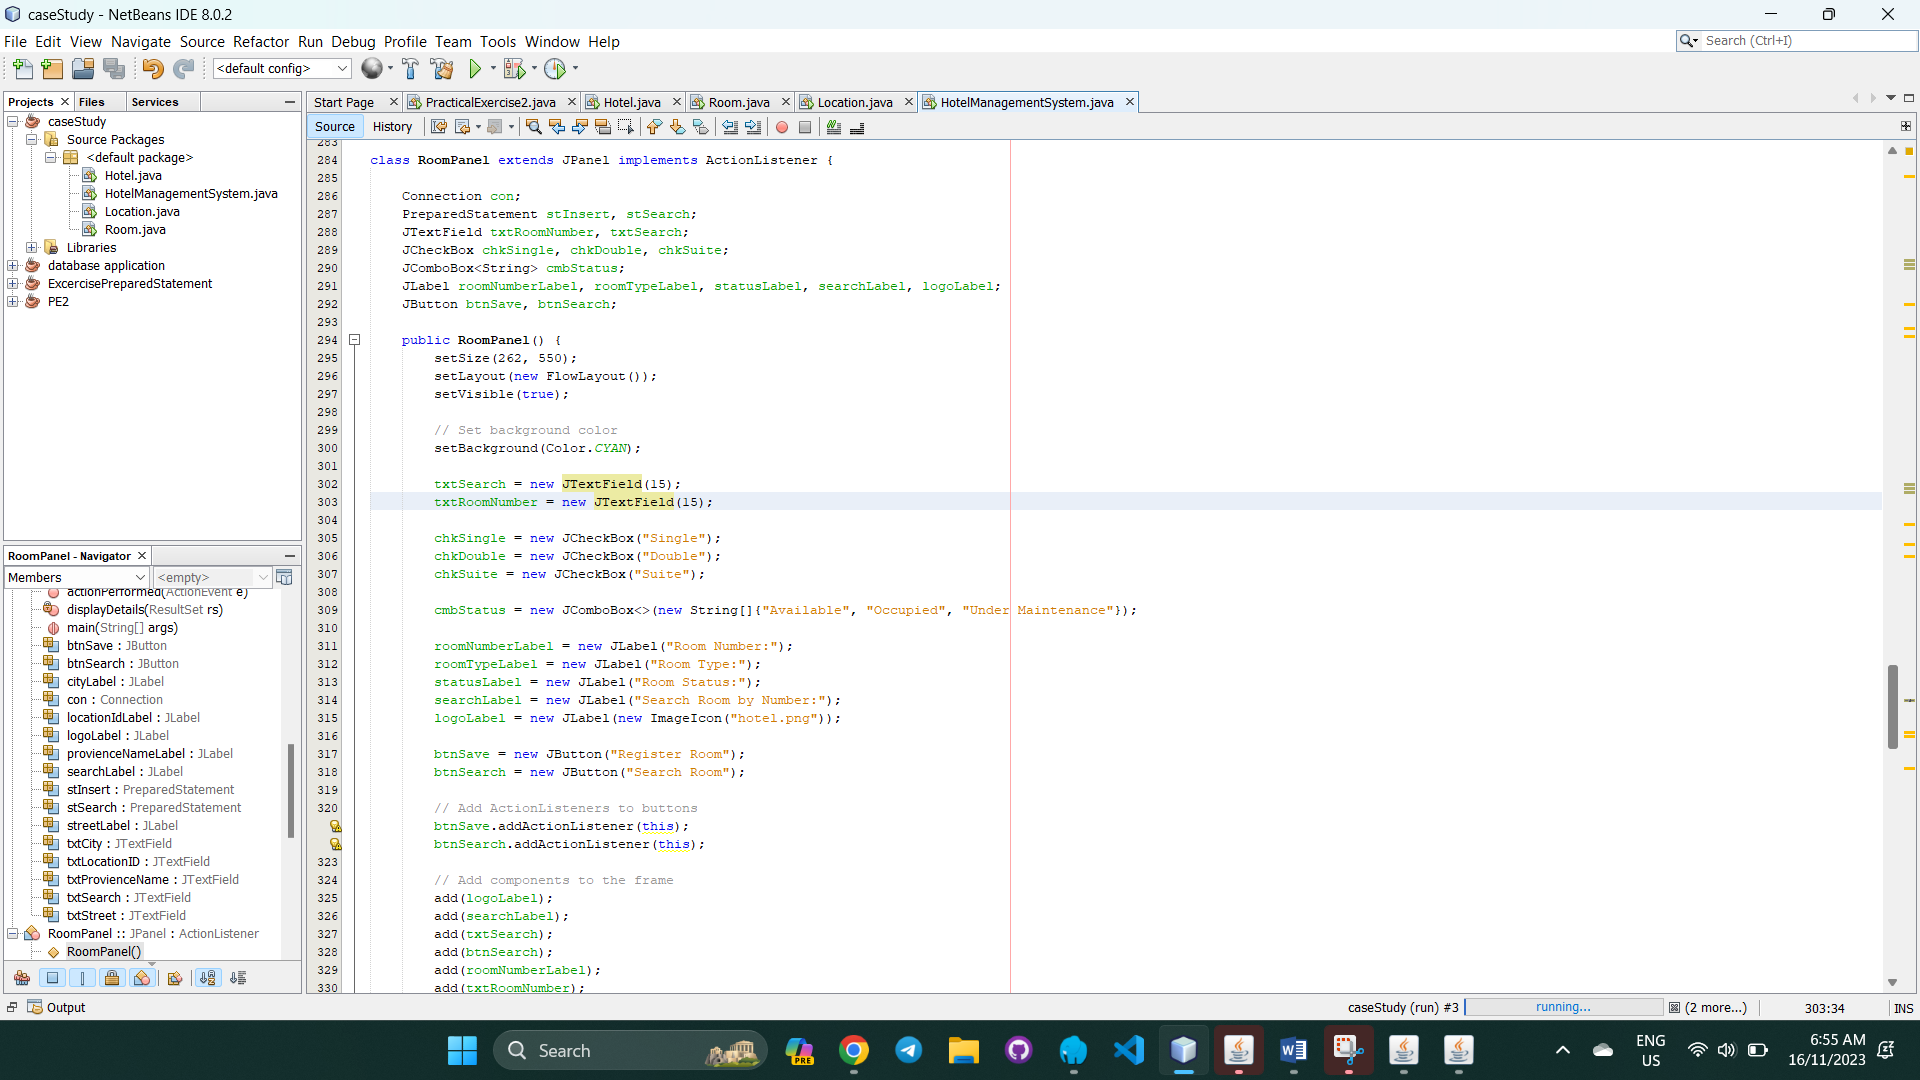 caseStudy - NetBeans IDE 8.0.2
File Edit View Navigate Source Refactor Run Debug Profile Team Tools Window Help
Search (Ctrl+I)
<default config>
Projects Files Services
caseStudy
Source Packages
<default package>
Hotel.java
HotelManagementSystem.java
Location.java
Room.java
Libraries
database application
ExcercisePreparedStatement
PE2
RoomPanel - Navigator
Members <empty>
actionPerformed(ActionEvent e)
displayDetails(ResultSet rs)
main(String[] args)
btnSave : JButton
btnSearch : JButton
cityLabel : JLabel
con : Connection
locationIdLabel : JLabel
logoLabel : JLabel
provienceNameLabel : JLabel
searchLabel : JLabel
stInsert : PreparedStatement
stSearch : PreparedStatement
streetLabel : JLabel
txtCity : JTextField
txtLocationID : JTextField
txtProvienceName : JTextField
txtSearch : JTextField
txtStreet : JTextField
RoomPanel :: JPanel : ActionListener
RoomPanel()
Start Page PracticalExercise2.java Hotel.java Room.java Location.java HotelManagementSystem.java
Source History
283
284 class RoomPanel extends JPanel implements ActionListener {
285
286 Connection con;
287 PreparedStatement stInsert, stSearch;
288 JTextField txtRoomNumber, txtSearch;
289 JCheckBox chkSingle, chkDouble, chkSuite;
290 JComboBox<String> cmbStatus;
291 JLabel roomNumberLabel, roomTypeLabel, statusLabel, searchLabel, logoLabel;
292 JButton btnSave, btnSearch;
293
294 public RoomPanel() {
295 setSize(262, 550);
296 setLayout(new FlowLayout());
297 setVisible(true);
298
299 // Set background color
300 setBackground(Color.CYAN);
301
302 txtSearch = new JTextField(15);
303 txtRoomNumber = new JTextField(15);
304
305 chkSingle = new JCheckBox("Single");
306 chkDouble = new JCheckBox("Double");
307 chkSuite = new JCheckBox("Suite");
308
309 cmbStatus = new JComboBox<>(new String[]{"Available", "Occupied", "Under Maintenance"});
310
311 roomNumberLabel = new JLabel("Room Number:");
312 roomTypeLabel = new JLabel("Room Type:");
313 statusLabel = new JLabel("Room Status:");
314 searchLabel = new JLabel("Search Room by Number:");
315 logoLabel = new JLabel(new ImageIcon("hotel.png"));
316
317 btnSave = new JButton("Register Room");
318 btnSearch = new JButton("Search Room");
319
320 // Add ActionListeners to buttons
btnSave.addActionListener(this);
btnSearch.addActionListener(this);
323
324 // Add components to the frame
325 add(logoLabel);
326 add(searchLabel);
327 add(txtSearch);
328 add(btnSearch);
329 add(roomNumberLabel);
330 add(txtRoomNumber);
Output
caseStudy (run) #3 running... (2 more...) 303:34 INS
Search
PRE
ENG
US
6:55 AM
16/11/2023